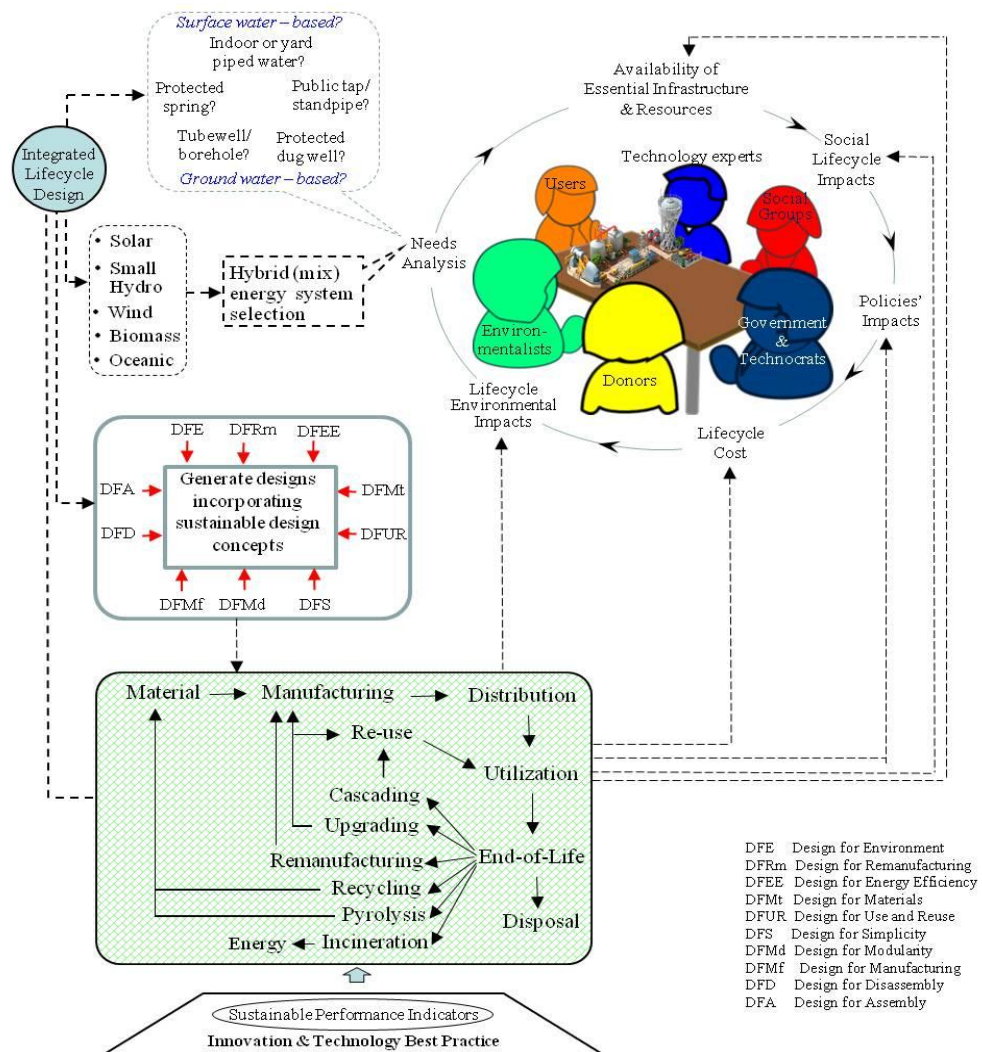 Surface water – based?
Indoor or yard
piped water?
Protected
spring?
Public tap/
standpipe?
Tubewell/
borehole?
Protected
dug well?
Ground water –based?
Integrated
Lifecycle
Design
• Solar
• Small
Hydro
• Wind
• Biomass
• Oceanic
Hybrid (mix)
energy system
selection
Needs
Analysis
Availability of
Essential Infrastructure
& Resources
Social
Lifecycle
Impacts
Policies'
Impacts
Lifecycle
Cost
Lifecycle
Environmental
Impacts
Technology experts
Users
Social
Groups
Environ-
mentalists
Donors
Government
&
Technocrats
DFE
DFRm
DFEE
DFA
DFD
DFMt
DFUR
Generate designs
incorporating
sustainable design
concepts
DFMf
DFMd
DFS
Material
Manufacturing
Distribution
Re-use
Utilization
Cascading
Upgrading
Remanufacturing
End-of-Life
Recycling
Pyrolysis
Disposal
Energy
Incineration
Sustainable Performance Indicators
Innovation & Technology Best Practice
DFE Design for Environment
DFRm Design for Remanufacturing
DFEE Design for Energy Efficiency
DFMt Design for Materials
DFUR Design for Use and Reuse
DFS Design for Simplicity
DFMd Design for Modularity
DFMf Design for Manufacturing
DFD Design for Disassembly
DFA Design for Assembly